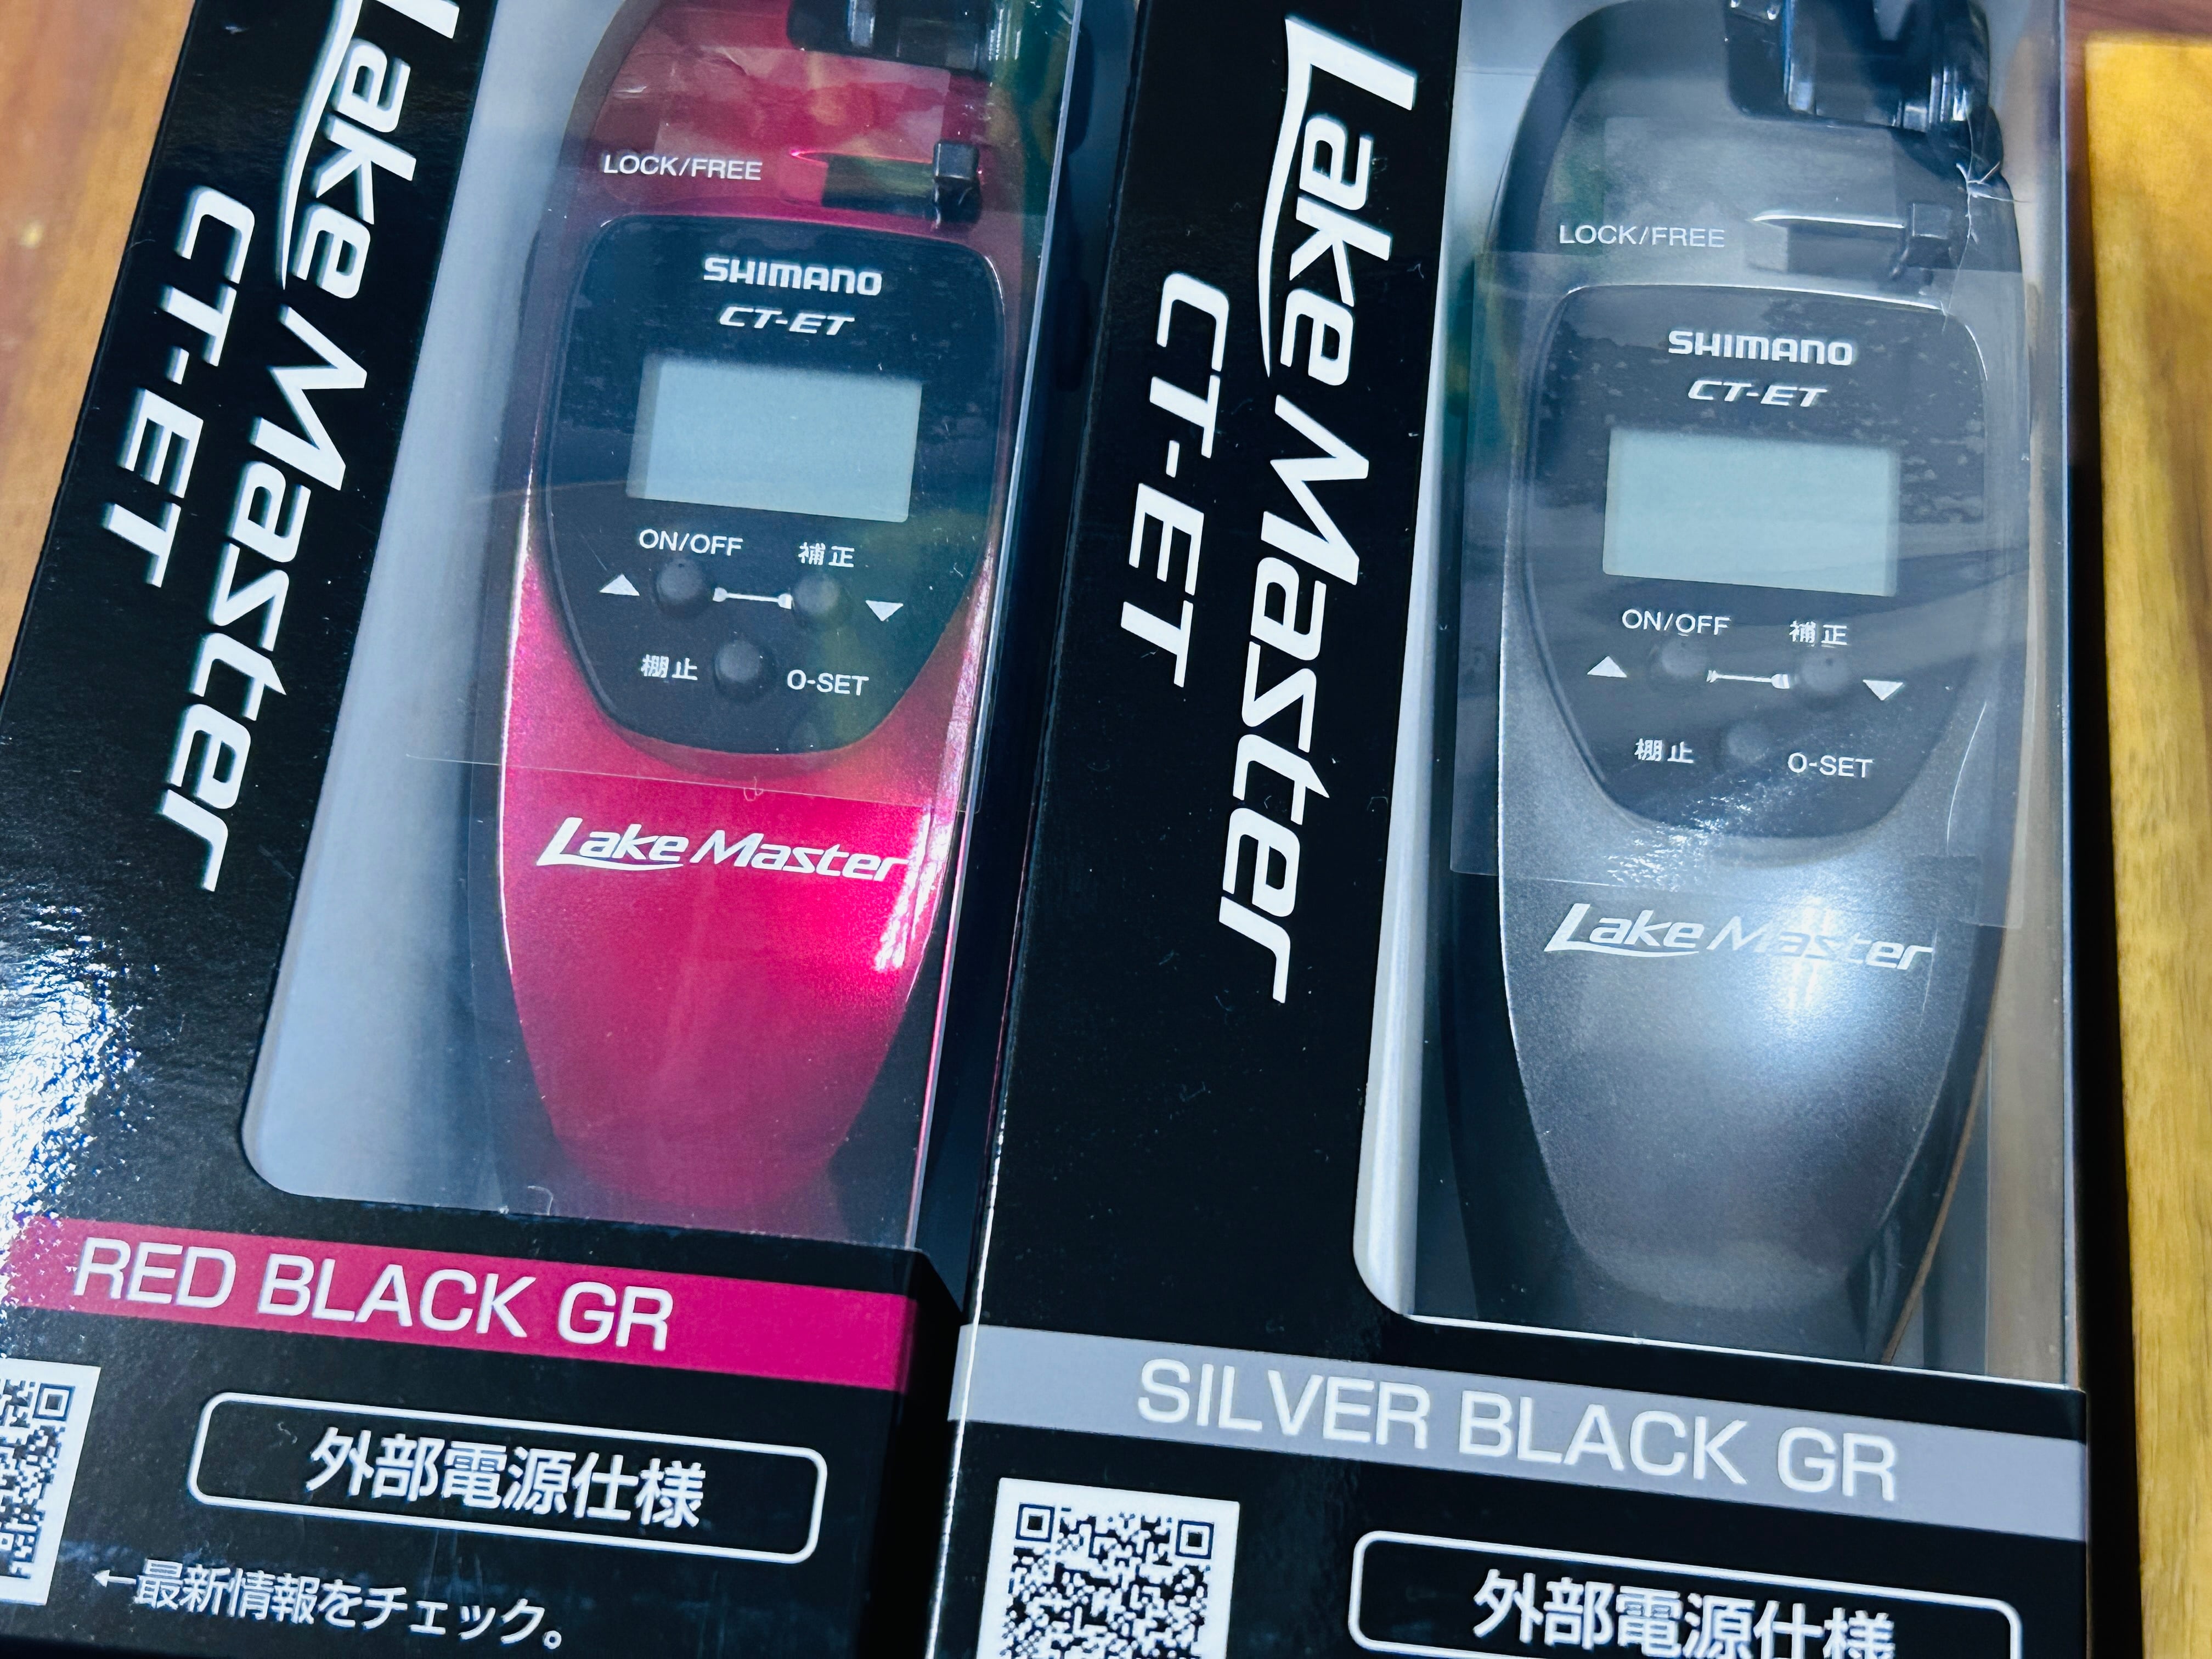 Lake Master
CT-ET
LOCK/FREE
SHIMANO
CT-ET
ON/OFF
補正
棚止
0-SET
Lake Master
RED BLACK GR
外部電源仕様
←最新情報をチェック。
Lake Master
CT-ET
LOCK/FREE
SHIMANO
CT-ET
ON/OFF
補正
棚止
0-SET
Lake Master
SILVER BLACK GR
外部電源仕様